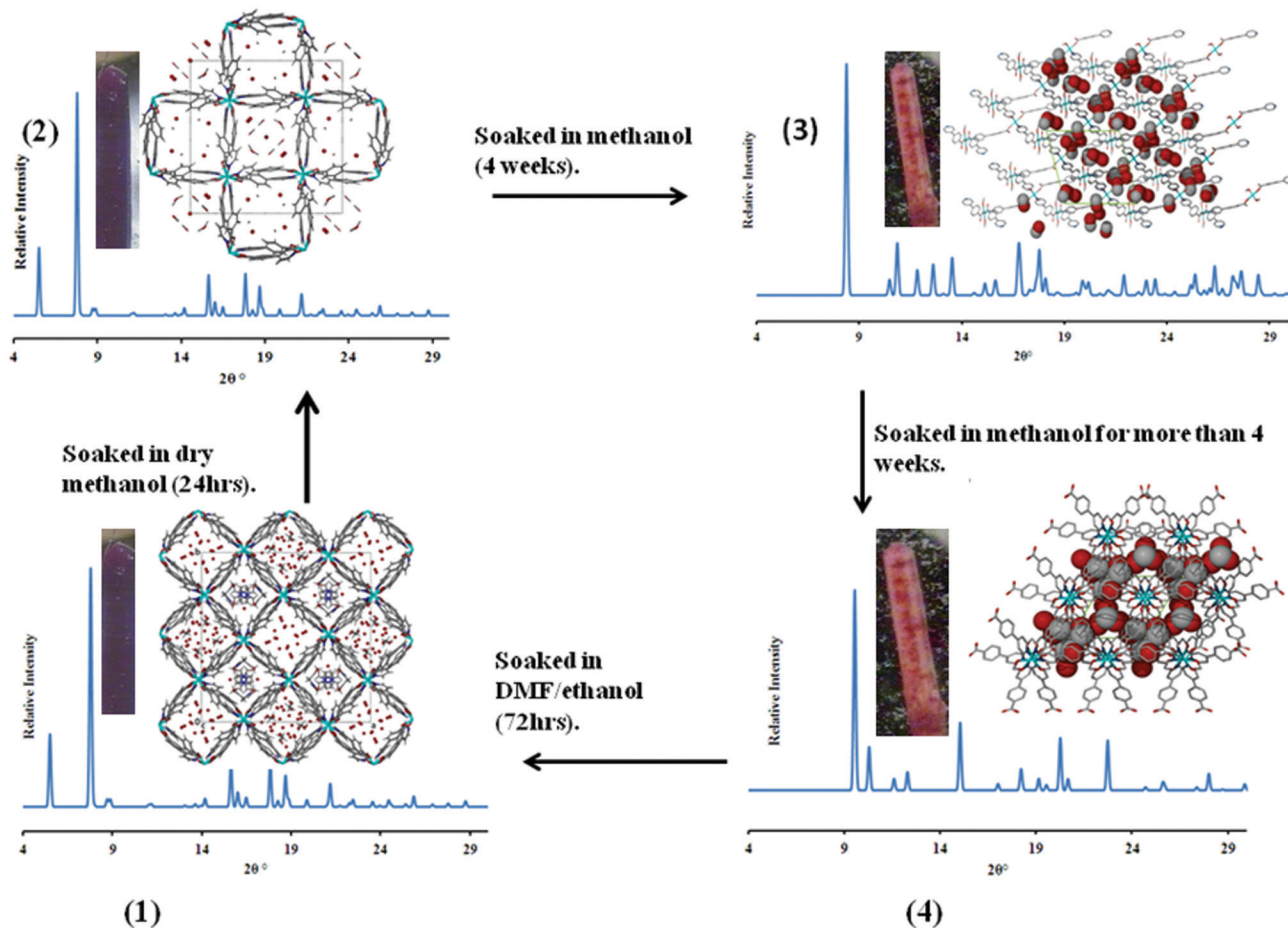 (2)
Relative Intensity
4 9 14 19 24 29
2θ °
Soaked in methanol
(4 weeks).
(3)
Relative Intensity
4 9 14 19 24 29
2θ°
Soaked in dry
methanol (24hrs).
Soaked in methanol for more than 4
weeks.
Relative Intensity
4 9 14 19 24 29
2θ °
(1)
Soaked in
DMF/ethanol
(72hrs).
Relative Intensity
4 9 14 19 24 29
2θ°
(4)